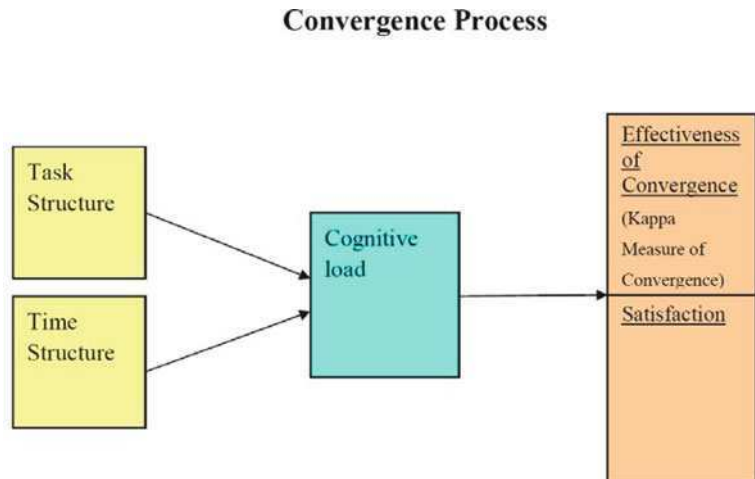 Convergence Process
Task
Structure
Time
Structure
Cognitive
load
Effectiveness
of
Convergence
(Kappa
Measure of
Convergence)
Satisfaction